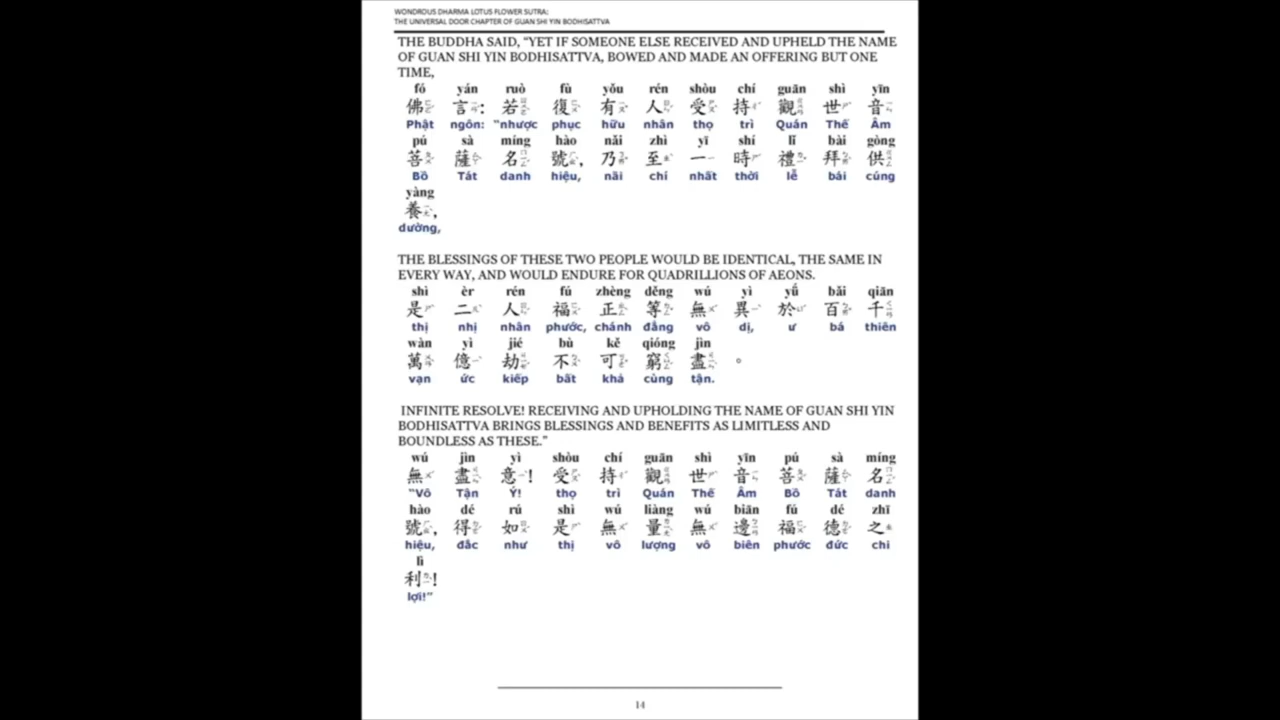 WONDROUS DHARMA LOTUS FLOWER SUTRA:
THE UNIVERSAL DOOR CHAPTER OF GUAN SHI YIN BODHISATTVA
THE BUDDHA SAID, “YET IF SOMEONE ELSE RECEIVED AND UPHELD THE NAME
OF GUAN SHI YIN BODHISATTVA, BOWED AND MADE AN OFFERING BUT ONE
TIME,
fó yán ruò fù yǒu rén shòu chí guān shì yīn
佛 言: 若 復 有 人 受 持 觀 世 音
Phật ngôn: “nhược phục hữu nhân thọ trì Quán Thế Âm
pú sà míng hào nǎi zhì yī shí lǐ bài gòng
菩 薩 名 號, 乃 至 一 時 禮 拜 供
Bồ Tát danh hiệu, nãi chí nhất thời lễ bái cúng
yàng
養,
dường,
THE BLESSINGS OF THESE TWO PEOPLE WOULD BE IDENTICAL, THE SAME IN
EVERY WAY, AND WOULD ENDURE FOR QUADRILLIONS OF AEONS.
shì èr rén fú zhèng děng wú yì yǘ bǎi qiān
是 二 人 福 正 等 無 異 於 百 千
thị nhị nhân phước, chánh đẳng vô dị, ư bá thiên
wàn yì jié bù kě qióng jìn
萬 億 劫 不 可 窮 盡 。
vạn ức kiếp bất khả cùng tận.
INFINITE RESOLVE! RECEIVING AND UPHOLDING THE NAME OF GUAN SHI YIN
BODHISATTVA BRINGS BLESSINGS AND BENEFITS AS LIMITLESS AND
BOUNDLESS AS THESE.”
wú jìn yì shòu chí guān shì yīn pú sà míng
無 盡 意! 受 持 觀 世 音 菩 薩 名
“Vô Tận Ý! thọ trì Quán Thế Âm Bồ Tát danh
hào dé rú shì wú liàng wú biān fú dé zhī
號, 得 如 是 無 量 無 邊 福 德 之
hiệu, đắc như thị vô lượng vô biên phước đức chi
lì
利!
lợi!”
14